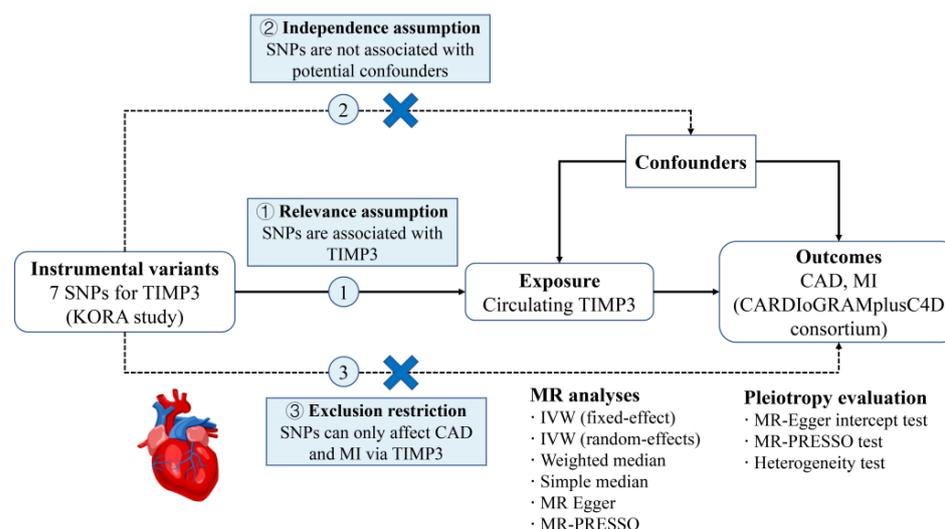 ② Independence assumption
SNPs are not associated with
potential confounders
2
Confounders
① Relevance assumption
SNPs are associated with
TIMP3
Instrumental variants
7 SNPs for TIMP3
(KORA study)
1
Exposure
Circulating TIMP3
Outcomes
CAD, MI
(CARDIoGRAMplusC4D
consortium)
3
③ Exclusion restriction
SNPs can only affect CAD
and MI via TIMP3
MR analyses
· IVW (fixed-effect)
· IVW (random-effects)
· Weighted median
· Simple median
· MR Egger
· MR-PRESSO
Pleiotropy evaluation
· MR-Egger intercept test
· MR-PRESSO test
· Heterogeneity test